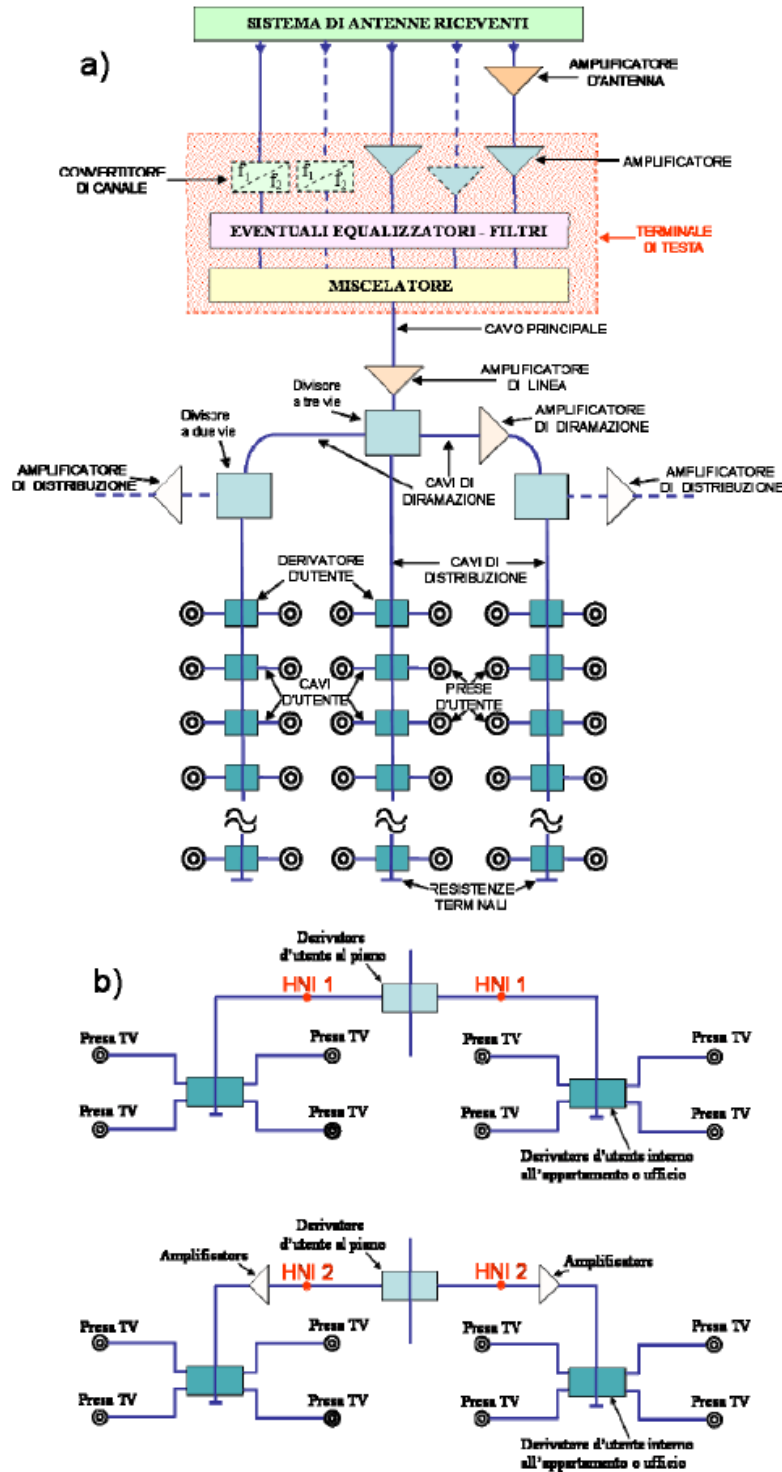 SISTEMA DI ANTENNE RICEVENTI
a)
AMPLIFICATORE
D'ANTENNA
CONVERTITORE
DI CANALE
f1
f2
f1
f2
AMPLIFICATORE
EVENTUALI EQUALIZZATORI - FILTRI
TERMINALE
DI TESTA
MISCELATORE
CAVO PRINCIPALE
AMPLIFICATORE
DI LINEA
Divisore
a tre vie
AMPLIFICATORE
DI DIRAMAZIONE
Divisore
a due vie
AMPLIFICATORE
DI DISTRIBUZIONE
CAVI DI
DIRAMAZIONE
AMPLIFICATORE
DI DISTRIBUZIONE
DERIVATORE
D'UTENTE
CAVI DI
DISTRIBUZIONE
CAVI
D'UTENTE
PRESE
D'UTENTE
RESISTENZE
TERMINALI
b)
Derivatore
d'utente al piano
HNI 1
HNI 1
Presa TV
Presa TV
Presa TV
Presa TV
Presa TV
Presa TV
Presa TV
Presa TV
Derivatore d'utente interno
all'appartamento o ufficio
Derivatore
d'utente al piano
Amplificatore
Amplificatore
HNI 2
HNI 2
Presa TV
Presa TV
Presa TV
Presa TV
Presa TV
Presa TV
Presa TV
Presa TV
Derivatore d'utente interno
all'appartamento o ufficio